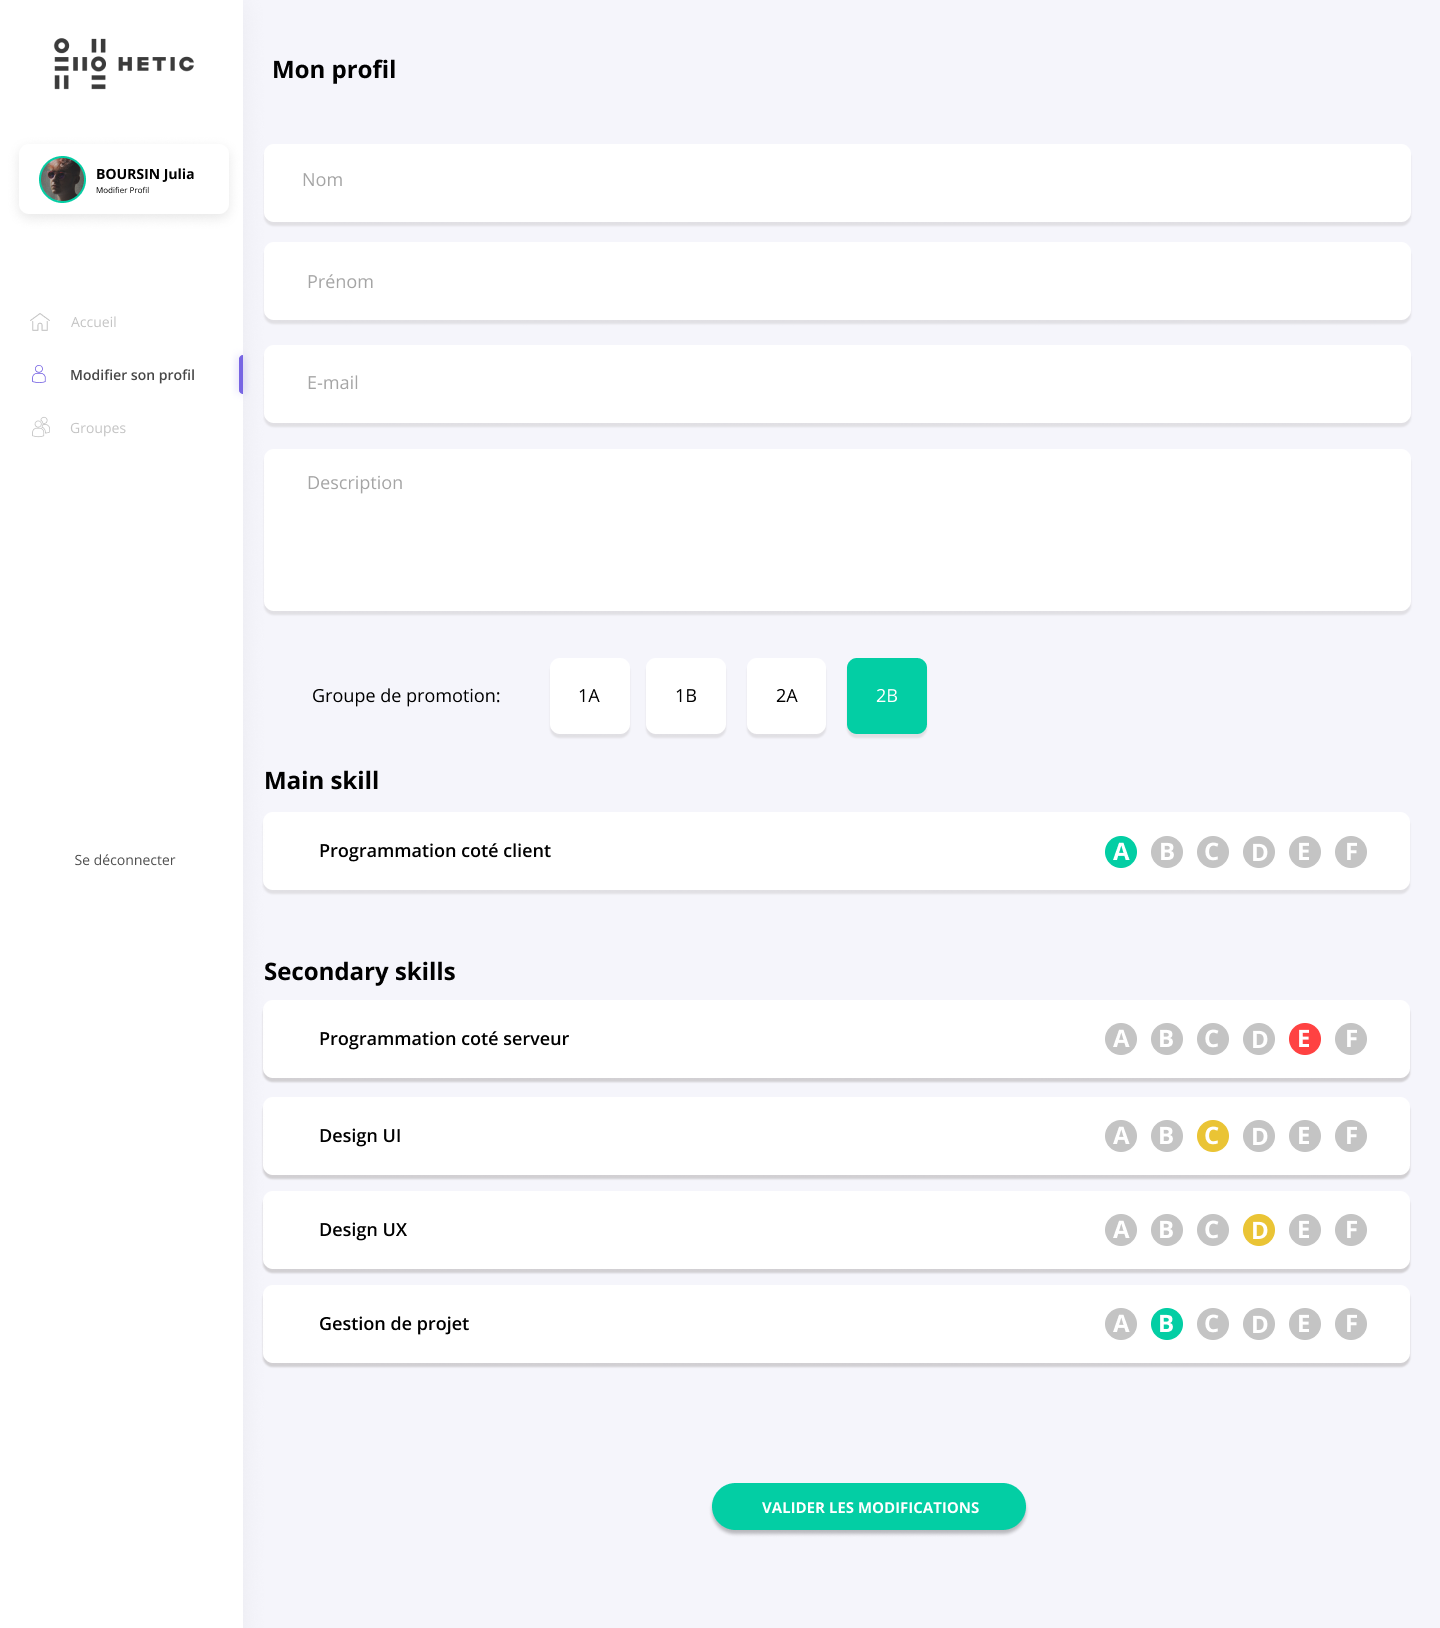 HETIC
BOURSIN Julia
Modifier Profil
Accueil
Modifier son profil
Groupes
Se déconnecter
Mon profil
Nom
Prénom
E-mail
Description
Groupe de promotion: 1A 1B 2A 2B
Main skill
Programmation coté client A B C D E F
Secondary skills
Programmation coté serveur A B C D E F
Design UI A B C D E F
Design UX A B C D E F
Gestion de projet A B C D E F
VALIDER LES MODIFICATIONS